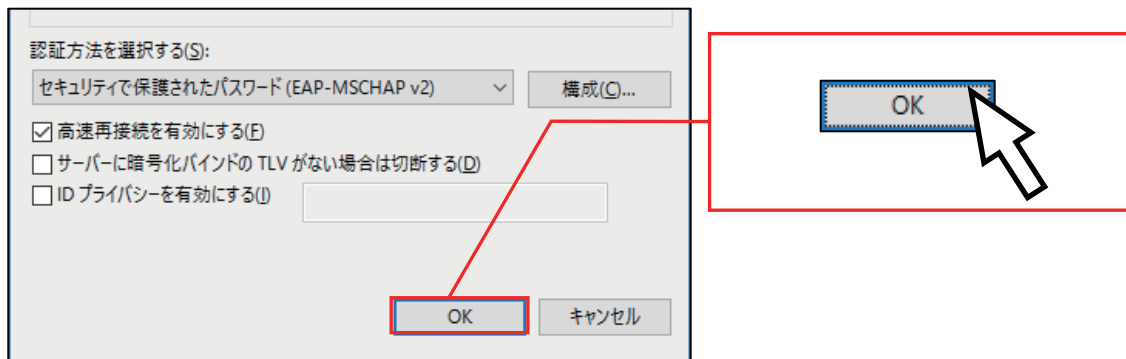 認証方法を選択する(S):
セキュリティで保護されたパスワード (EAP-MSCHAP v2)
構成(C)...
高速再接続を有効にする(F)
サーバーに暗号化バインドの TLV がない場合は切断する(D)
ID プライバシーを有効にする(I)
OK
キャンセル
OK